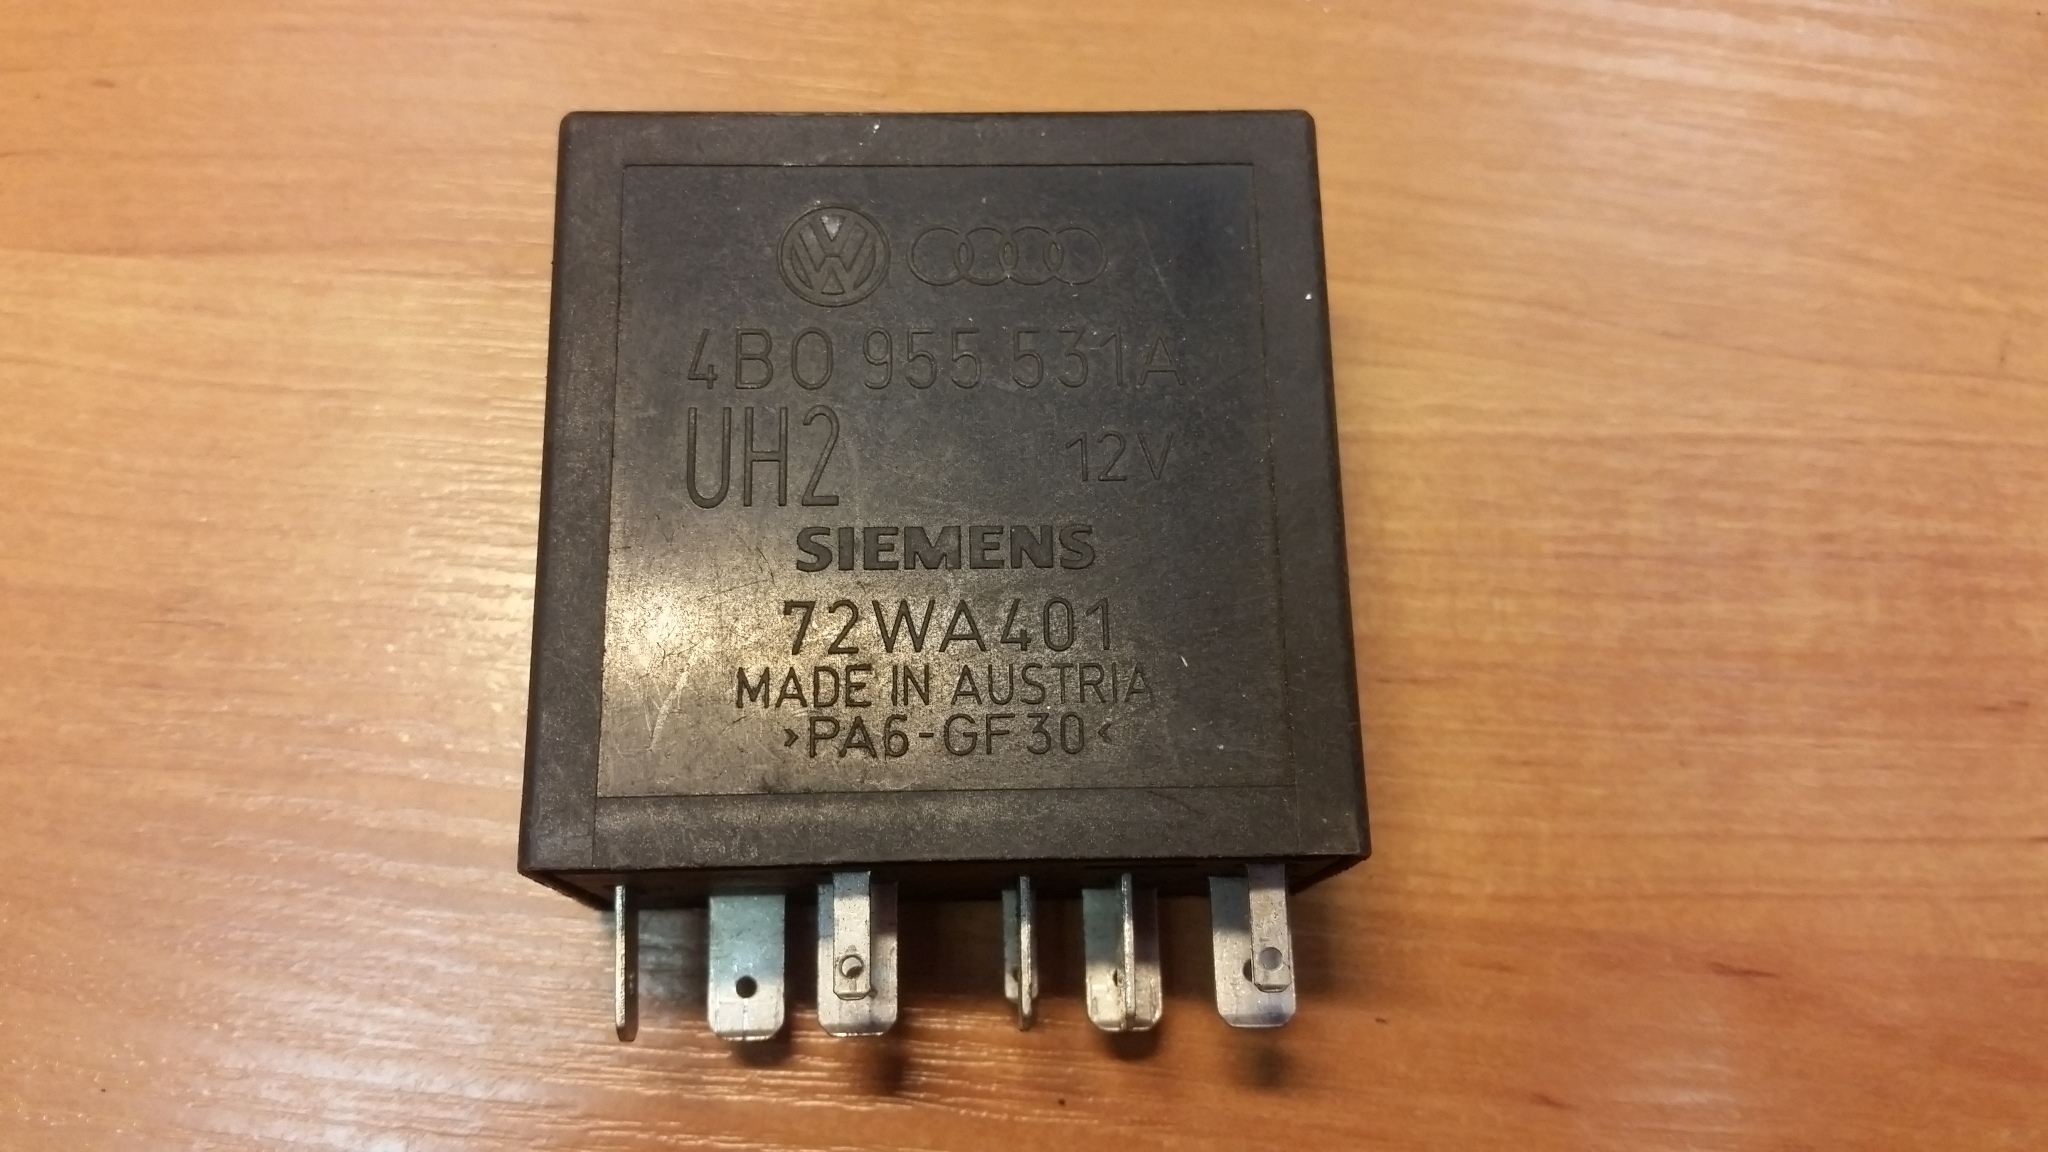 4B0 955 531A
UH2 12V
SIEMENS
72WA401
MADE IN AUSTRIA
>PA6-GF30<